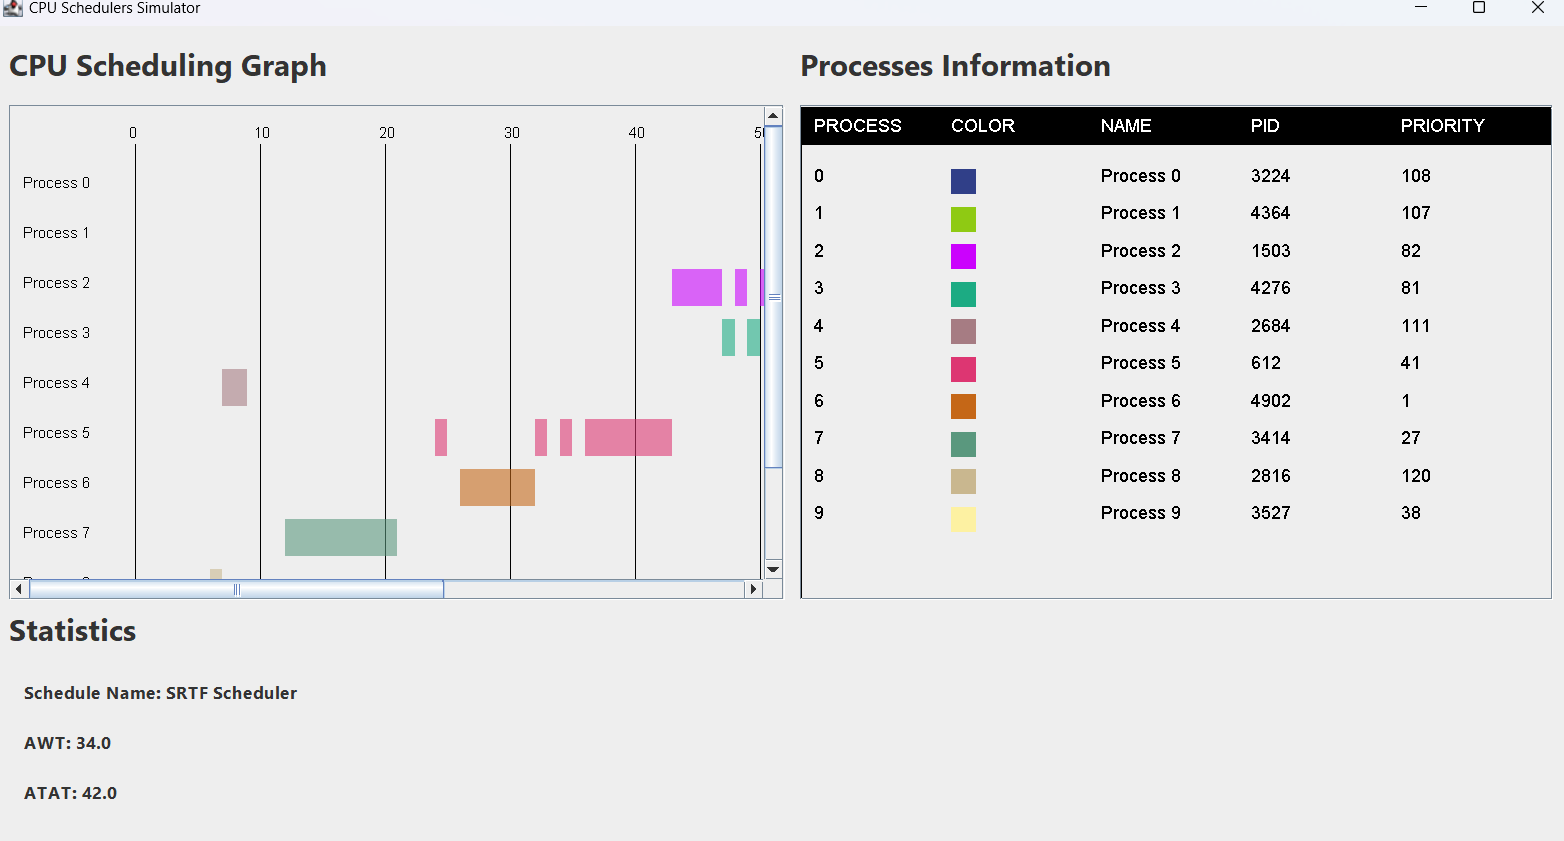 CPU Schedulers Simulator
CPU Scheduling Graph
0 10 20 30 40
Process 0
Process 1
Process 2
Process 3
Process 4
Process 5
Process 6
Process 7
Processes Information
PROCESS COLOR NAME PID PRIORITY
0 Process 0 3224 108
1 Process 1 4364 107
2 Process 2 1503 82
3 Process 3 4276 81
4 Process 4 2684 111
5 Process 5 612 41
6 Process 6 4902 1
7 Process 7 3414 27
8 Process 8 2816 120
9 Process 9 3527 38
Statistics
Schedule Name: SRTF Scheduler
AWT: 34.0
ATAT: 42.0